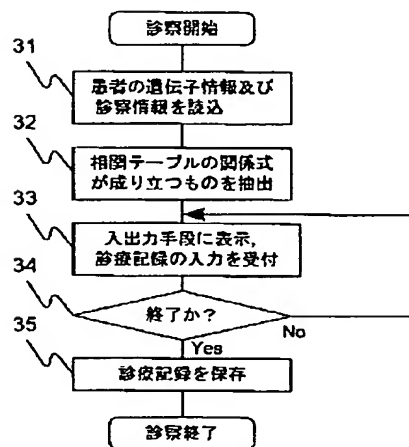 診察開始
31
患者の遺伝子情報及び
診察情報を読込
32
相関テーブルの関係式
が成り立つものを抽出
33
入出力手段に表示,
診療記録の入力を受付
34
終了か?
No
Yes
35
診療記録を保存
診察終了